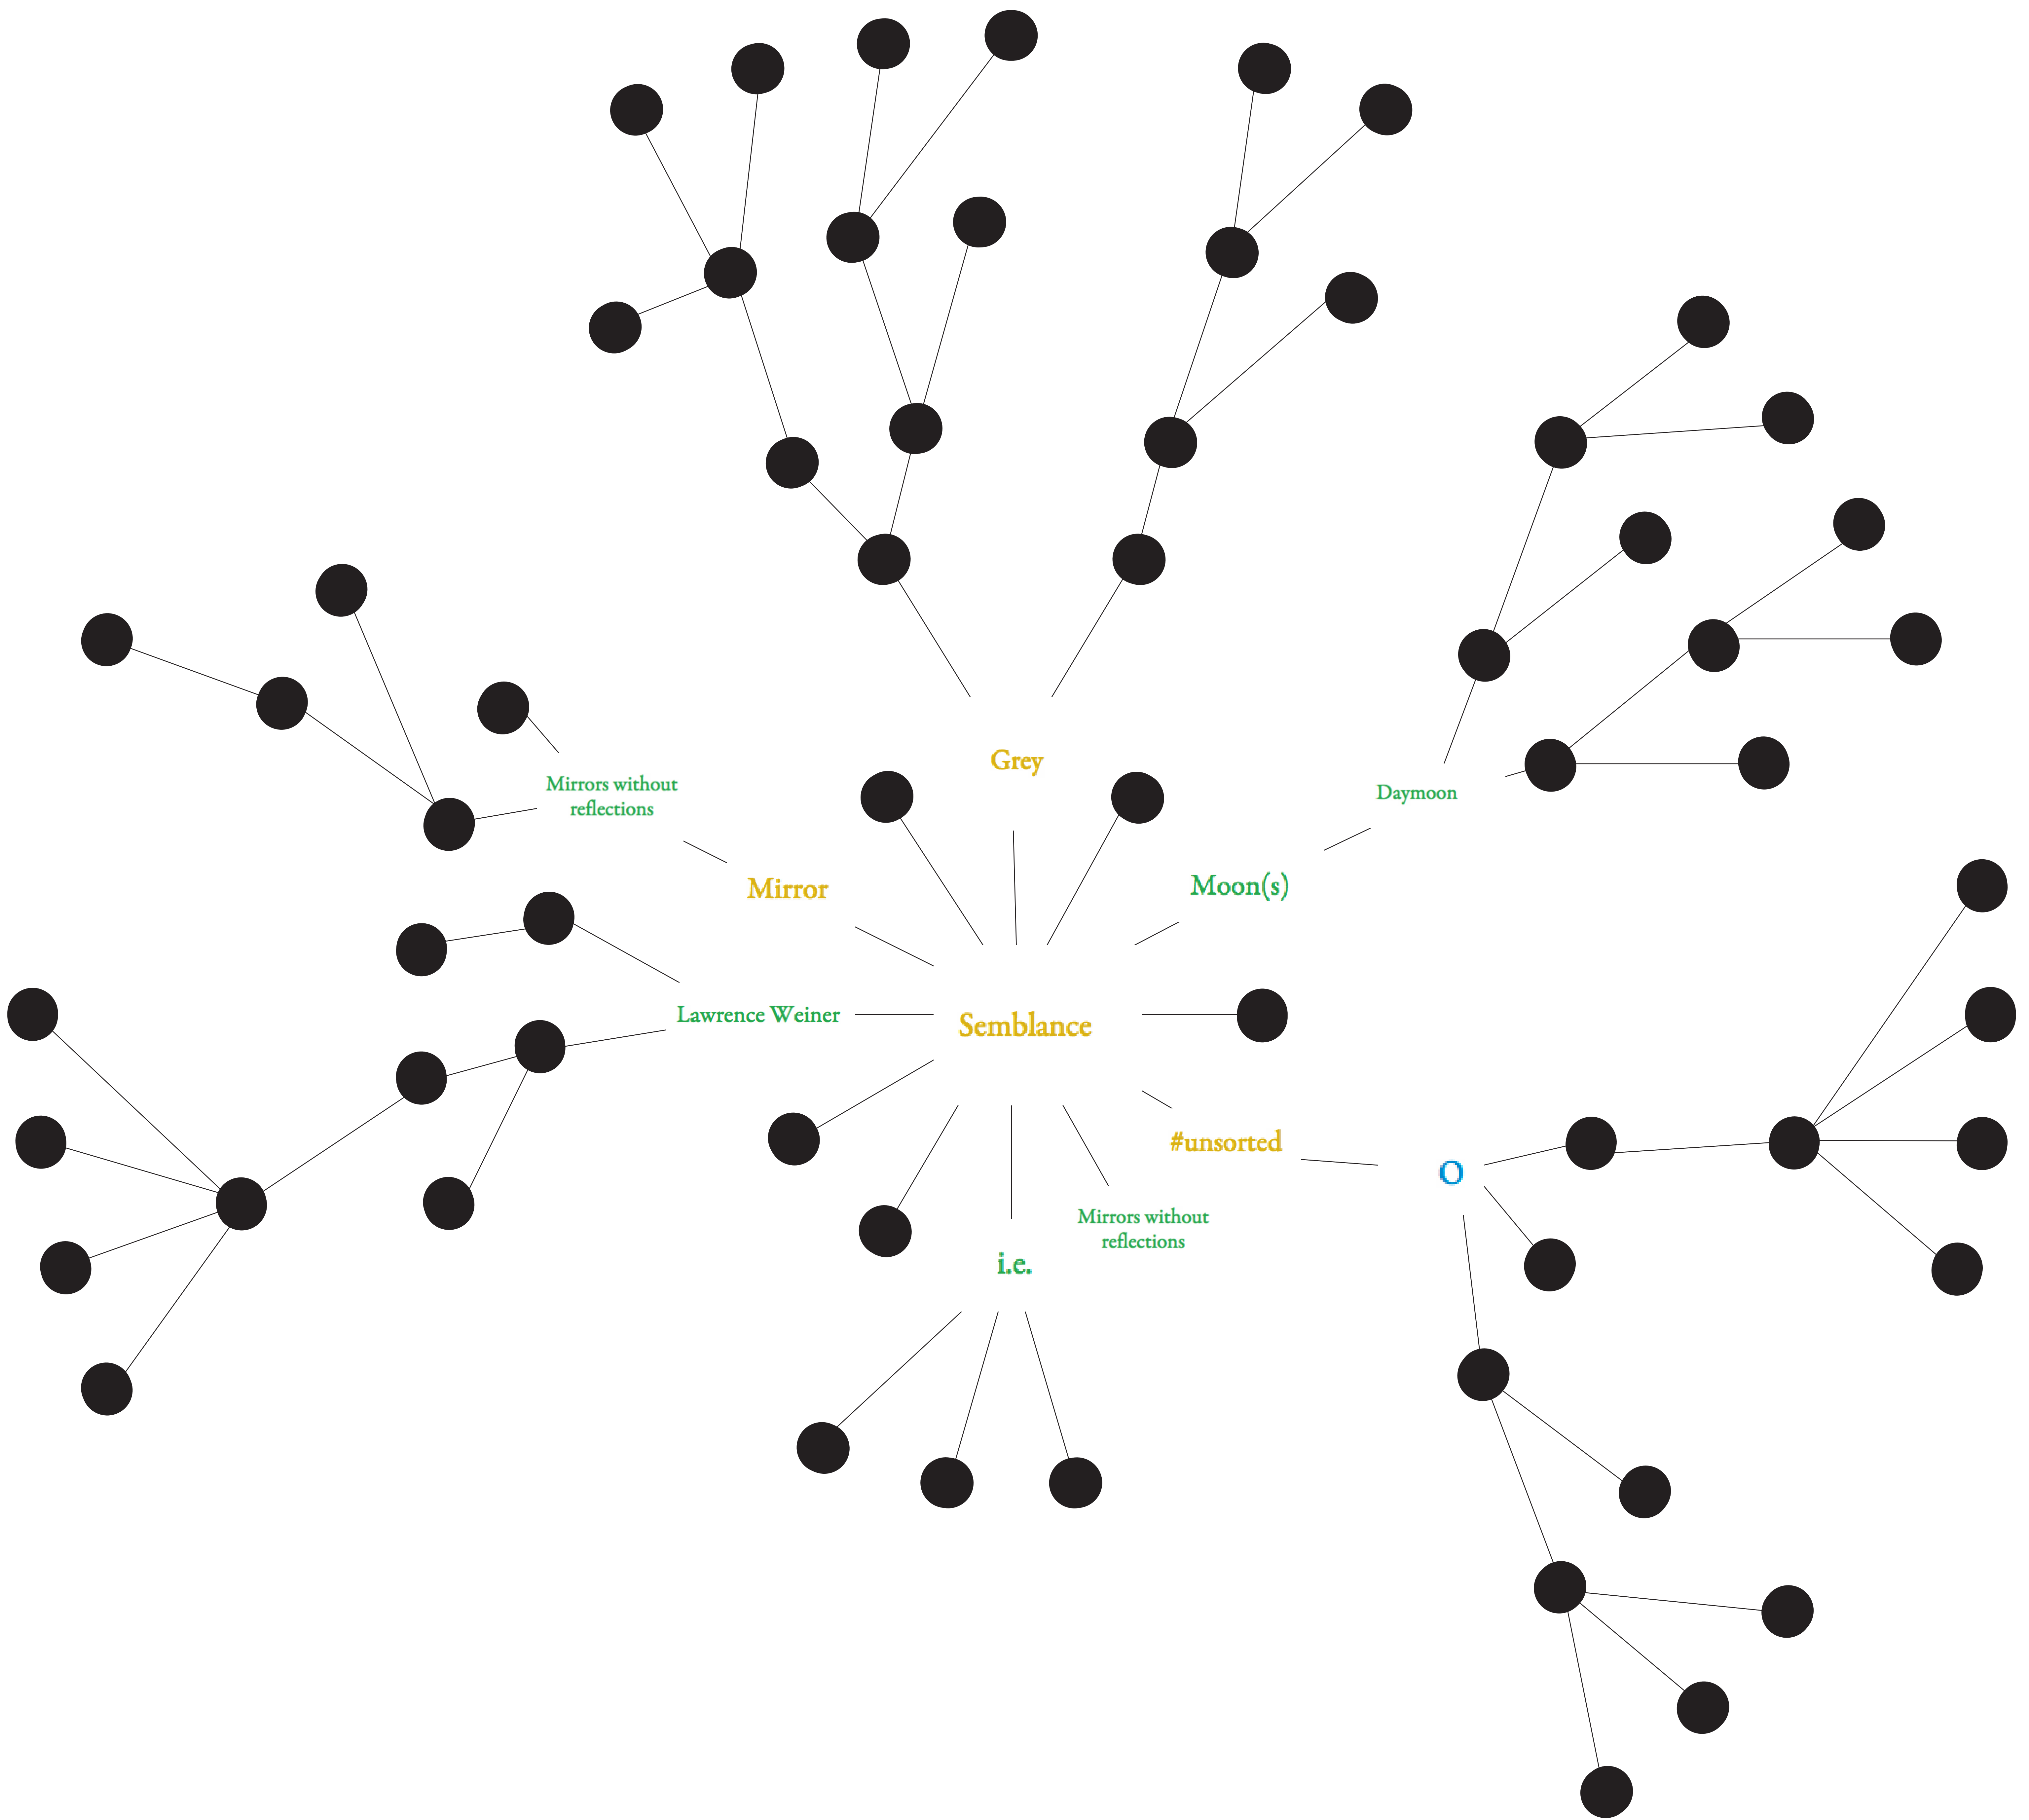 Grey
Mirrors without
reflections
Daymoon
Mirror
Moon(s)
Lawrence Weiner
Semblance
#unsorted
O
Mirrors without
reflections
i.e.